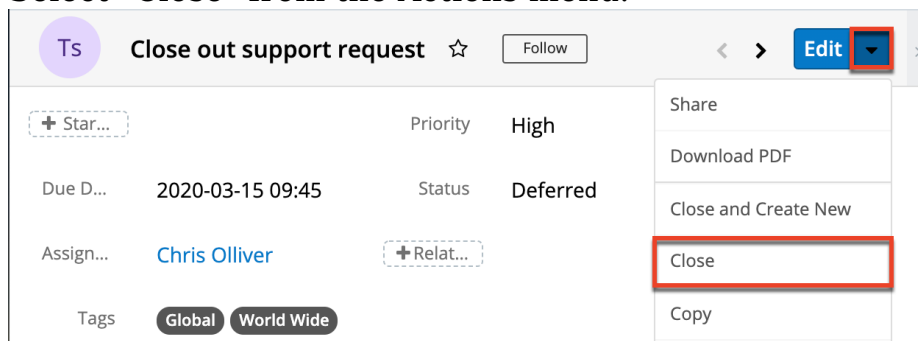 Select "Close" from the Actions menu.
Ts Close out support request Follow Edit
Share
+ Star... Priority High
Download PDF
Due D... 2020-03-15 09:45 Status Deferred
Close and Create New
Assign... Chris Olliver + Relat...
Close
Tags Global World Wide
Copy